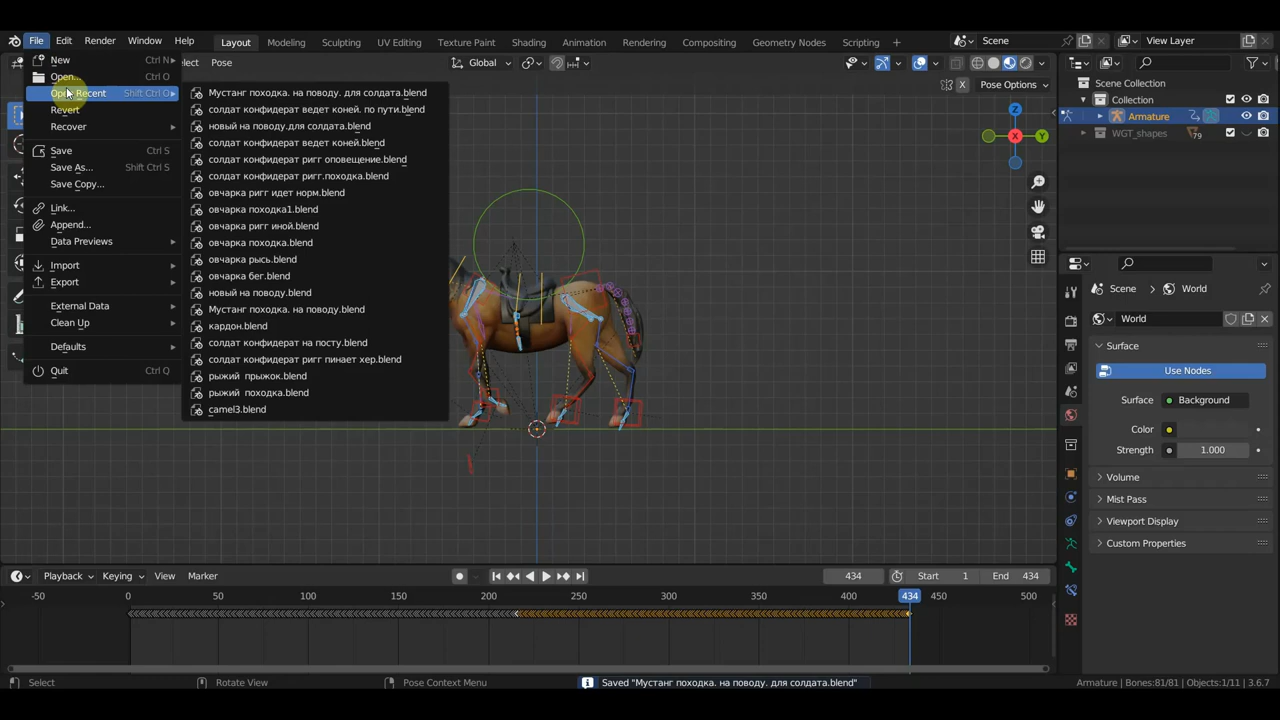 File Edit Render Window Help Layout Modeling Sculpting UV Editing Texture Paint Shading Animation Rendering Compositing Geometry Nodes Scripting Scene View Layer
lect Pose Global X Pose Options
New Ctrl N
Open... Ctrl O
Open Recent Shift Ctrl O
Revert
Recover
Save Ctrl S
Save As... Shift Ctrl S
Save Copy...
Link...
Append...
Data Previews
Import
Export
External Data
Clean Up
Defaults
Quit Ctrl Q
Мустанг походка. на поводу. для солдата.blend
солдат конфидерат ведет коней. по пути.blend
новый на поводу.для солдата.blend
солдат конфидерат ведет коней.blend
солдат конфидерат ригг оповещение.blend
солдат конфидерат ригг.походка.blend
овчарка ригг идет норм.blend
овчарка походка1.blend
овчарка ригг иной.blend
овчарка походка.blend
овчарка рысь.blend
овчарка бег.blend
новый на поводу.blend
Мустанг походка. на поводу.blend
кардон.blend
солдат конфидерат на посту.blend
солдат конфидерат ригг пинает хер.blend
рыжий прыжок.blend
рыжий походка.blend
camel3.blend
Z
X
Y
Scene Collection
Collection
Armature
WGT_shapes 79
Scene World
World
Surface
Use Nodes
Surface Background
Color
Strength 1.000
Volume
Mist Pass
Viewport Display
Custom Properties
Playback Keying View Marker 434 Start 1 End 434
-50 0 50 100 150 200 250 300 350 400 434 450 500
Select Rotate View Pose Context Menu Saved "Мустанг походка. на поводу. для солдата.blend" Armature | Bones:81/81 | Objects:1/11 | 3.6.7